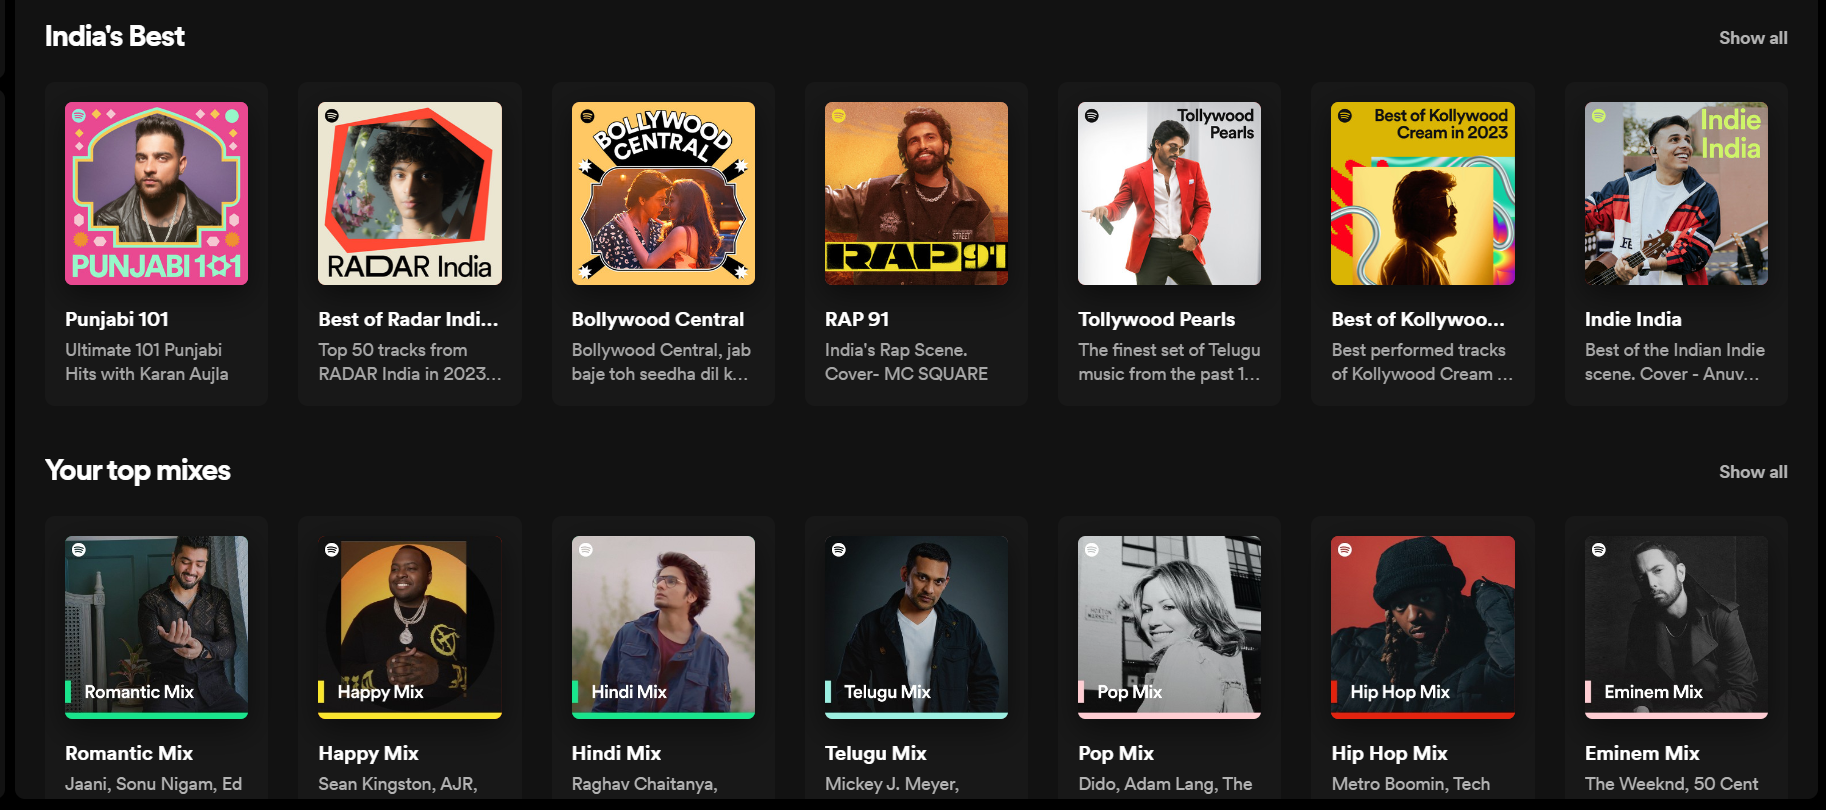 India's Best
Show all
PUNJABI 101
Punjabi 101
Ultimate 101 Punjabi
Hits with Karan Aujla
RADAR India
Best of Radar Indi...
Top 50 tracks from
RADAR India in 2023...
BOLLYWOOD
CENTRAL
Bollywood Central
Bollywood Central, jab
baje toh seedha dil k...
RAP 91
RAP 91
India's Rap Scene.
Cover- MC SQUARE
Tollywood
Pearls
Tollywood Pearls
The finest set of Telugu
music from the past 1...
Best of Kollywood
Cream in 2023
Best of Kollywoo...
Best performed tracks
of Kollywood Cream ...
Indie
India
Indie India
Best of the Indian Indie
scene. Cover - Anuv...
Your top mixes
Show all
Romantic Mix
Romantic Mix
Jaani, Sonu Nigam, Ed
Happy Mix
Happy Mix
Sean Kingston, AJR,
Hindi Mix
Hindi Mix
Raghav Chaitanya,
Telugu Mix
Telugu Mix
Mickey J. Meyer,
HOXTON
MARKET
Pop Mix
Pop Mix
Dido, Adam Lang, The
Hip Hop Mix
Hip Hop Mix
Metro Boomin, Tech
Eminem Mix
Eminem Mix
The Weeknd, 50 Cent